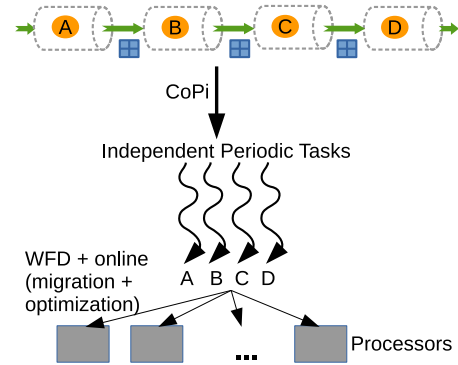 A B C D
CoPi
Independent Periodic Tasks
WFD + online
(migration +
optimization)
A B C D
...
Processors